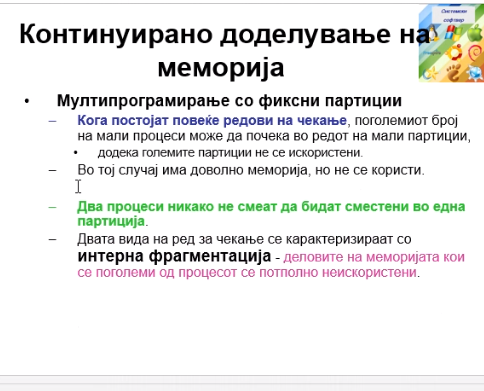 Системски
софтвер
Континуирано доделување на
меморија
• Мултипрограмирање со фиксни партиции
– Кога постојат повеќе редови на чекање, поголемиот број
на мали процеси може да почека во редот на мали партиции,
• додека големите партиции не се искористени.
– Во тој случај има доволно меморија, но не се користи.
– Два процеси никако не смеат да бидат сместени во една
партиција.
– Двата вида на ред за чекање се карактеризираат со
интерна фрагментација - деловите на меморијата кои
се поголеми од процесот се потполно неискористени.